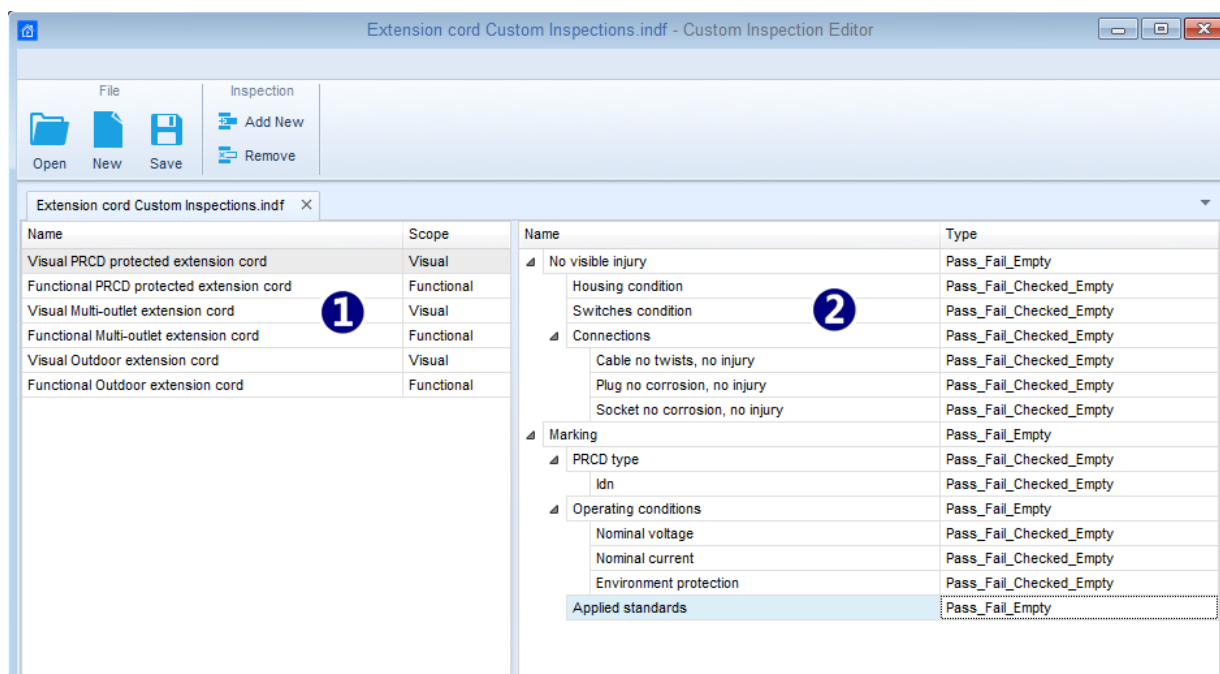 Extension cord Custom Inspections.indf - Custom Inspection Editor
File
Inspection
Open
New
Save
Add New
Remove
Extension cord Custom Inspections.indf
Name Scope
Visual PRCD protected extension cord Visual
Functional PRCD protected extension cord Functional
Visual Multi-outlet extension cord Visual
Functional Multi-outlet extension cord Functional
Visual Outdoor extension cord Visual
Functional Outdoor extension cord Functional
1
Name Type
No visible injury Pass_Fail_Empty
Housing condition Pass_Fail_Checked_Empty
Switches condition Pass_Fail_Checked_Empty
Connections Pass_Fail_Checked_Empty
Cable no twists, no injury Pass_Fail_Checked_Empty
Plug no corrosion, no injury Pass_Fail_Checked_Empty
Socket no corrosion, no injury Pass_Fail_Checked_Empty
Marking Pass_Fail_Empty
PRCD type Pass_Fail_Checked_Empty
Idn Pass_Fail_Checked_Empty
Operating conditions Pass_Fail_Empty
Nominal voltage Pass_Fail_Checked_Empty
Nominal current Pass_Fail_Checked_Empty
Environment protection Pass_Fail_Checked_Empty
Applied standards Pass_Fail_Empty
2